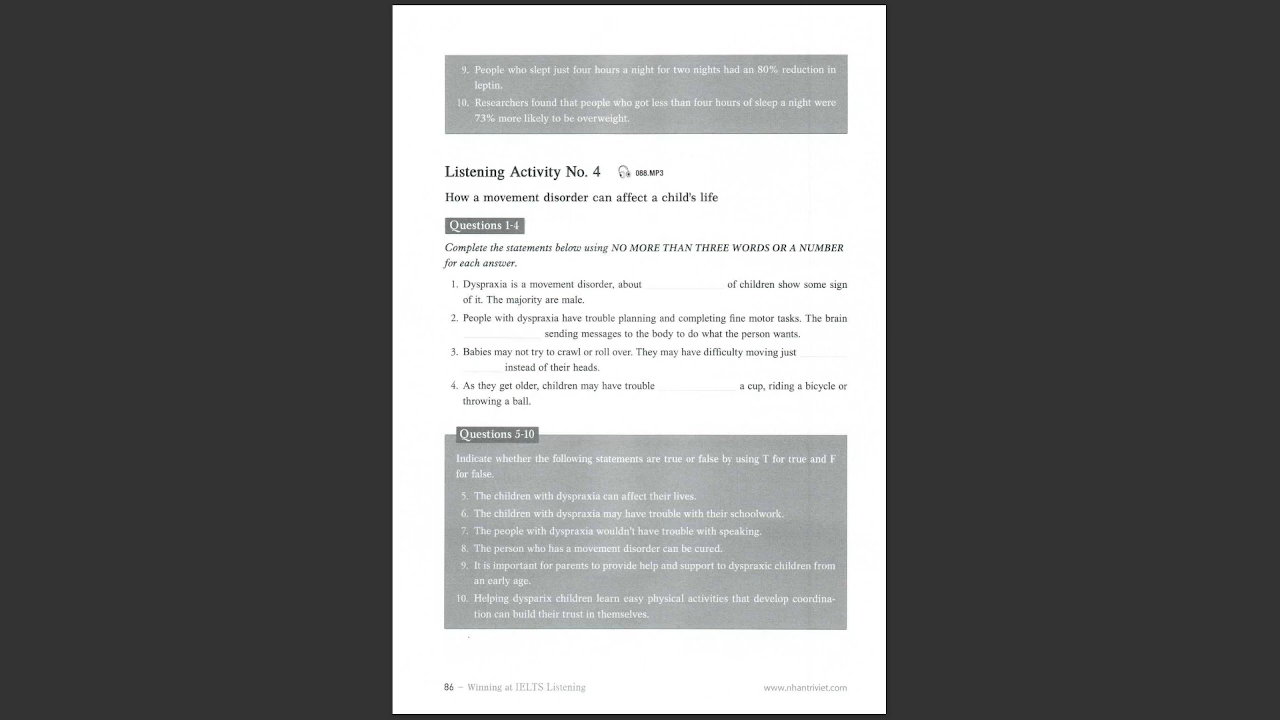 9. People who slept just four hours a night for two nights had an 80% reduction in
leptin.
10. Researchers found that people who got less than four hours of sleep a night were
73% more likely to be overweight.
Listening Activity No. 4 088.MP3
How a movement disorder can affect a child's life
Questions 1-4
Complete the statements below using NO MORE THAN THREE WORDS OR A NUMBER
for each answer.
1. Dyspraxia is a movement disorder, about ............ of children show some sign
of it. The majority are male.
2. People with dyspraxia have trouble planning and completing fine motor tasks. The brain
............ sending messages to the body to do what the person wants.
3. Babies may not try to crawl or roll over. They may have difficulty moving just ............
............ instead of their heads.
4. As they get older, children may have trouble ............ a cup, riding a bicycle or
throwing a ball.
Questions 5-10
Indicate whether the following statements are true or false by using T for true and F
for false.
5. The children with dyspraxia can affect their lives.
6. The children with dyspraxia may have trouble with their schoolwork.
7. The people with dyspraxia wouldn't have trouble with speaking.
8. The person who has a movement disorder can be cured.
9. It is important for parents to provide help and support to dyspraxic children from
an early age.
10. Helping dysparix children learn easy physical activities that develop coordina-
tion can build their trust in themselves.
86 – Winning at IELTS Listening
www.nhantriviet.com